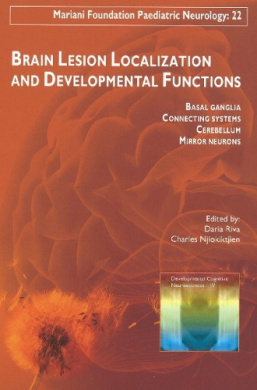 Mariani Foundation Paediatric Neurology: 22
BRAIN LESION LOCALIZATION
AND DEVELOPMENTAL FUNCTIONS
BASAL GANGLIA
CONNECTING SYSTEMS
CEREBELLUM
MIRROR NEURONS
Edited by:
Daria Riva
Charles Njiokiktjien
Developmental Cognitive
Neuroscience - IV